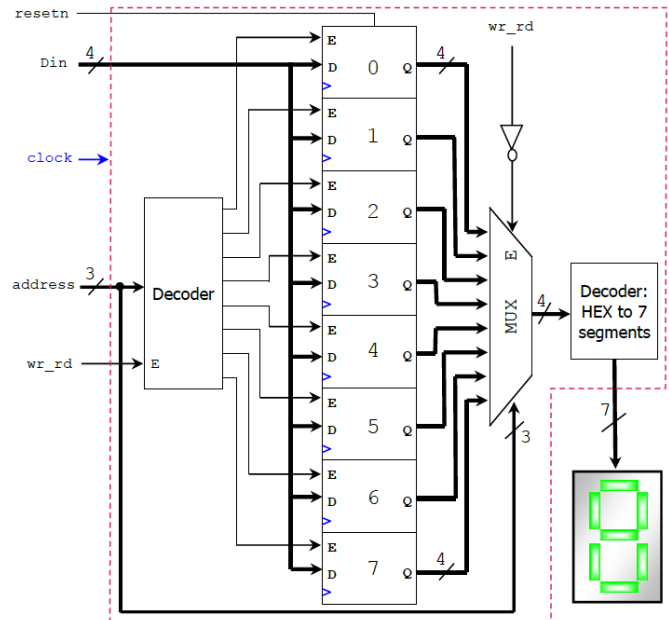 resetn
wr_rd
E
4
4
Din
D
0
Q
E
1
D
Q
clock
E
2
D
Q
E
E
3
address
3
D
Q
Decoder
Decoder:
HEX to 7
segments
MUX
4
E
4
D
Q
wr_rd
E
E
7
5
D
Q
3
E
6
D
Q
E
4
7
D
Q